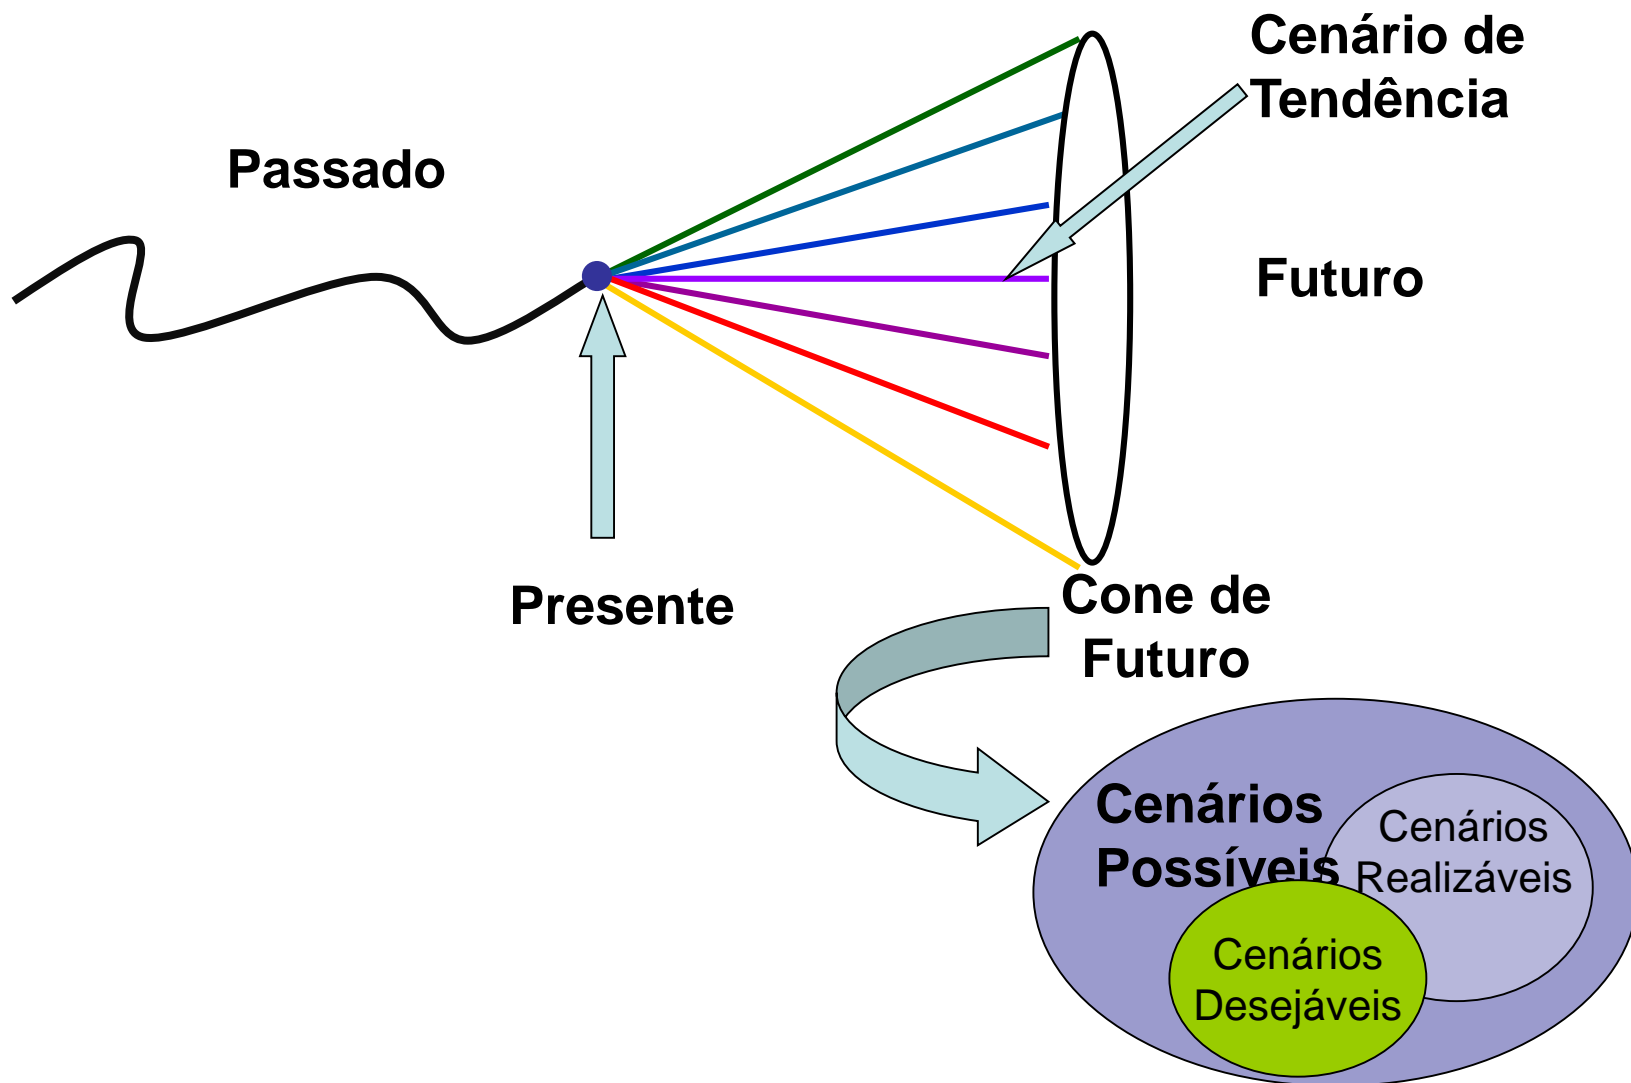 Cenário de
Tendência
Passado
Futuro
Presente
Cone de
Futuro
Cenários
Possíveis
Cenários
Realizáveis
Cenários
Desejáveis